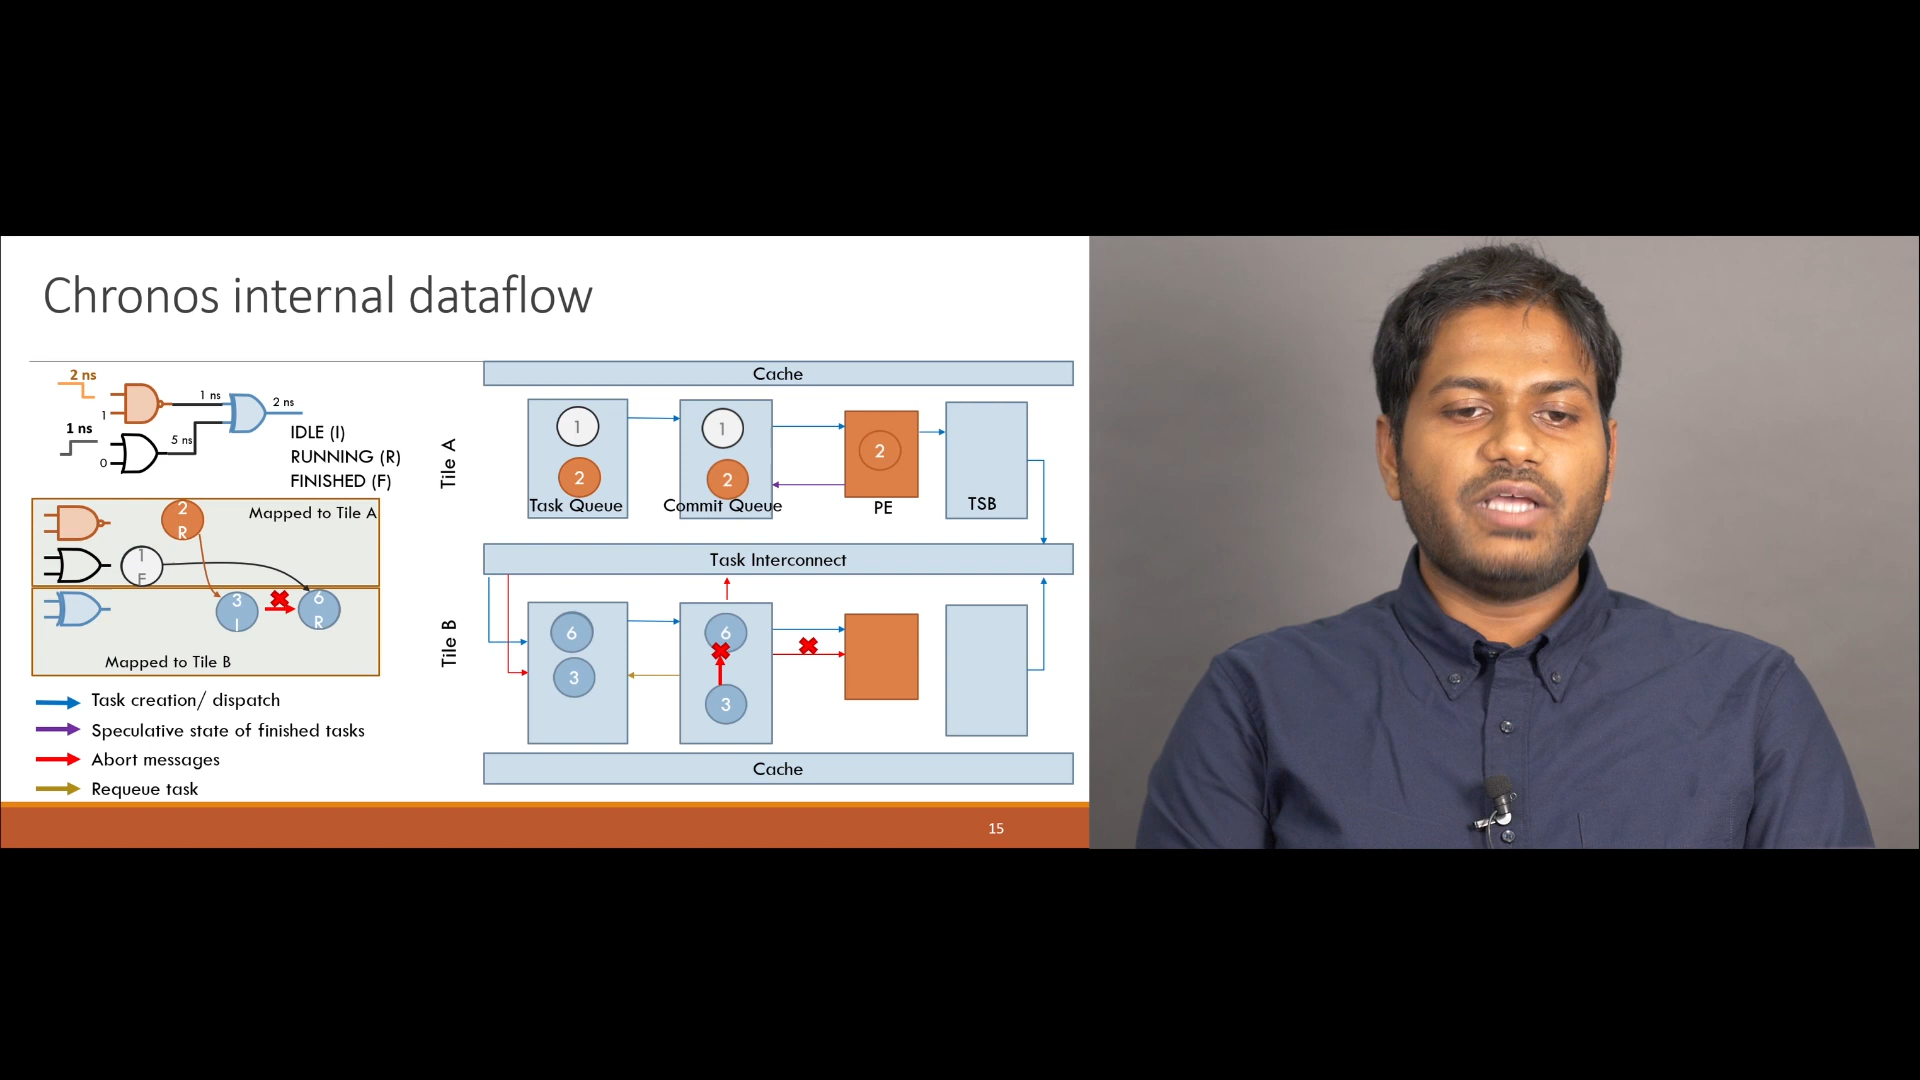 Chronos internal dataflow
2 ns
1
1 ns
2 ns
1 ns
5 ns
0
IDLE (I)
RUNNING (R)
FINISHED (F)
2
R
Mapped to Tile A
1
F
3
I
6
R
Mapped to Tile B
Task creation/ dispatch
Speculative state of finished tasks
Abort messages
Requeue task
Cache
Tile A
1
2
Task Queue
1
2
Commit Queue
2
PE
TSB
Task Interconnect
Tile B
6
3
6
3
Cache
15